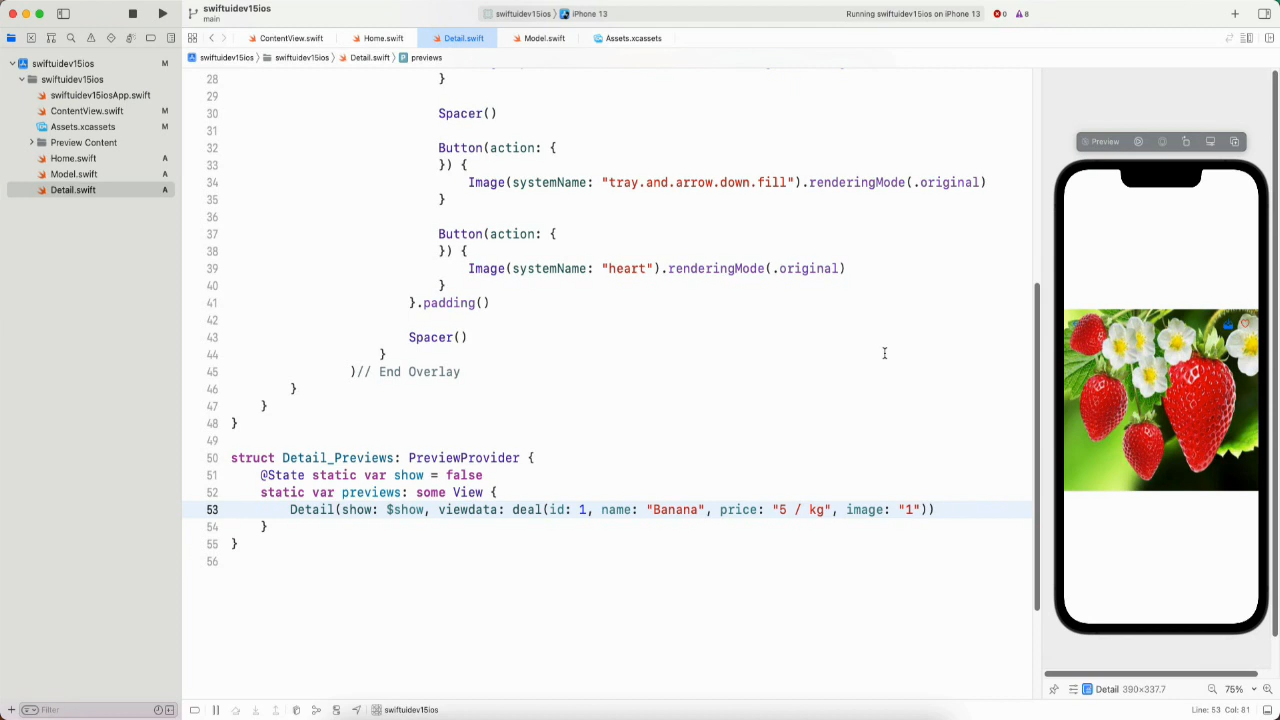 swiftuidev15ios
main
swiftuidev15ios
iPhone 13
Running swiftuidev15ios on iPhone 13
0
8
ContentView.swift
Home.swift
Detail.swift
Model.swift
Assets.xcassets
swiftuidev15ios
swiftuidev15ios
Detail.swift
previews
swiftuidev15ios M
swiftuidev15ios
swiftuidev15iosApp.swift
ContentView.swift M
Assets.xcassets M
Preview Content
Home.swift A
Model.swift A
Detail.swift A
28 }
29
30 Spacer()
31
32 Button(action: {
33 }) {
34 Image(systemName: "tray.and.arrow.down.fill").renderingMode(.original)
35 }
36
37 Button(action: {
38 }) {
39 Image(systemName: "heart").renderingMode(.original)
40 }
41 }.padding()
42
43 Spacer()
44 }
45 )// End Overlay
46 }
47 }
48 }
49
50 struct Detail_Previews: PreviewProvider {
51 @State static var show = false
52 static var previews: some View {
53 Detail(show: $show, viewdata: deal(id: 1, name: "Banana", price: "5 / kg", image: "1"))
54 }
55 }
56
Preview
Detail 390x337.7
75%
Filter
swiftuidev15ios
Line: 53 Col: 81